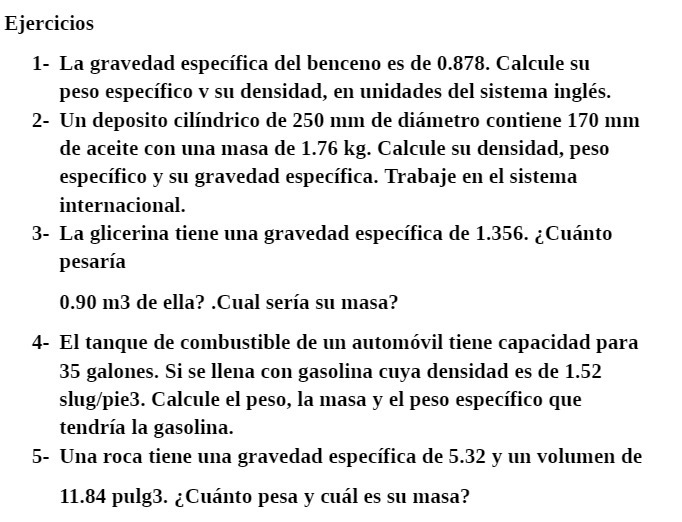 Ejercicios
1- La gravedad específica del benceno es de 0.878. Calcule su
peso específico v su densidad, en unidades del sistema inglés.
2- Un deposito cilíndrico de 250 mm de diámetro contiene 170 mm
de aceite con una masa de 1.76 kg. Calcule su densidad, peso
específico y su gravedad específica. Trabaje en el sistema
internacional.
3- La glicerina tiene una gravedad específica de 1.356. ¿Cuánto
pesaría
0.90 m3 de ella? .Cual sería su masa?
4- El tanque de combustible de un automóvil tiene capacidad para
35 galones. Si se llena con gasolina cuya densidad es de 1.52
slug/pie3. Calcule el peso, la masa y el peso específico que
tendría la gasolina.
5- Una roca tiene una gravedad específica de 5.32 y un volumen de
11.84 pulg3. ¿Cuánto pesa y cuál es su masa?